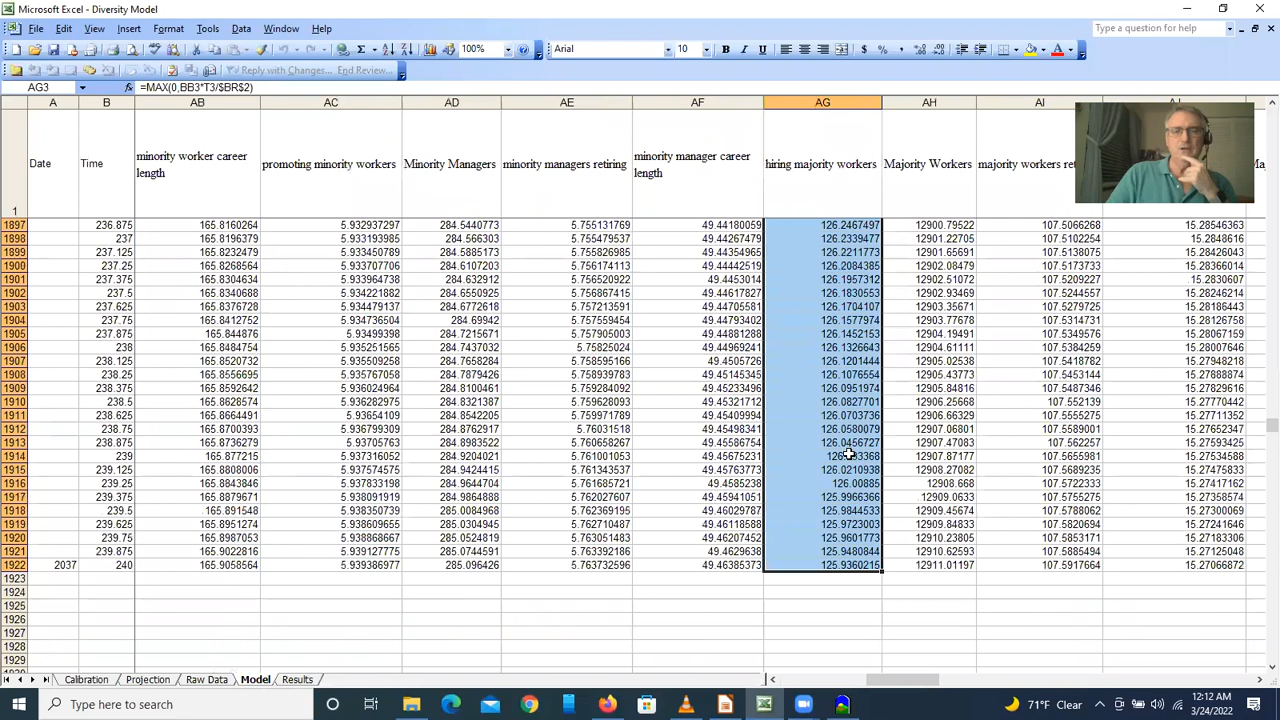 Microsoft Excel - Diversity Model
File Edit View Insert Format Tools Data Window Help
Type a question for help
100% Arial 10 B I U
Reply with Changes... End Review...
AG3 fx =MAX(0,BB3*T3/$BR$2)
A B AB AC AD AE AF AG AH AI
1 Date Time minority worker career length promoting minority workers Minority Managers minority managers retiring minority manager career length hiring majority workers Majority Workers majority workers ret
1897 236.875 165.8160264 5.932937297 284.5440773 5.755131769 49.44180059 126.2467497 12900.79522 107.5066268 15.28546363
1898 237 165.8196379 5.933193985 284.566303 5.755479537 49.44267479 126.2339477 12901.22705 107.5102254 15.2848616
1899 237.125 165.8232479 5.933450789 284.5885173 5.755826985 49.44354965 126.2211773 12901.65691 107.5138075 15.28426043
1900 237.25 165.8268564 5.933707706 284.6107203 5.756174113 49.44442519 126.2084385 12902.08479 107.5173733 15.28366014
1901 237.375 165.8304634 5.933964738 284.632912 5.756520922 49.4453014 126.1957312 12902.51072 107.5209227 15.2830607
1902 237.5 165.8340688 5.934221882 284.6550925 5.756867415 49.44617827 126.1830553 12902.93469 107.5244557 15.28246214
1903 237.625 165.8376728 5.934479137 284.6772618 5.757213591 49.44705581 126.1704107 12903.35671 107.5279725 15.28186443
1904 237.75 165.8412752 5.934736504 284.69942 5.757559454 49.44793402 126.1577974 12903.77678 107.5314731 15.28126758
1905 237.875 165.844876 5.93499398 284.7215671 5.757905003 49.44881288 126.1452153 12904.19491 107.5349576 15.28067159
1906 238 165.8484754 5.935251565 284.7437032 5.75825024 49.44969241 126.1326643 12904.61111 107.5384259 15.28007646
1907 238.125 165.8520732 5.935509258 284.7658284 5.758595166 49.4505726 126.1201444 12905.02538 107.5418782 15.27948218
1908 238.25 165.8556695 5.935767058 284.7879426 5.758939783 49.45145345 126.1076554 12905.43773 107.5453144 15.27888874
1909 238.375 165.8592642 5.936024964 284.8100461 5.759284092 49.45233496 126.0951974 12905.84816 107.5487346 15.27829616
1910 238.5 165.8628574 5.936282975 284.8321387 5.759628093 49.45321712 126.0827701 12906.25668 107.552139 15.27770442
1911 238.625 165.8664491 5.93654109 284.8542205 5.759971789 49.45409994 126.0703736 12906.66329 107.5555275 15.27711352
1912 238.75 165.8700393 5.936799308 284.8762917 5.76031518 49.45498341 126.0580079 12907.06801 107.5589001 15.27652347
1913 238.875 165.8736279 5.93705763 284.8983522 5.760658267 49.45586754 126.0456727 12907.47083 107.562257 15.27593425
1914 239 165.877215 5.937316052 284.9204021 5.761001053 49.45675231 12907.87177 107.5655981 15.27534588
1915 239.125 165.8808006 5.937574575 284.9424415 5.761343537 49.45763773 126.0210938 12908.27082 107.5689235 15.27475833
1916 239.25 165.8843846 5.937833198 284.9644704 5.761685721 49.4585238 126.00885 12908.668 107.5722333 15.27417162
1917 239.375 165.8879671 5.938091919 284.9864888 5.762027607 49.45941051 125.9966366 12909.0633 107.5755275 15.27358574
1918 239.5 165.891548 5.938350739 285.0084968 5.762369195 49.46029787 125.9844533 12909.45674 107.5788062 15.27300069
1919 239.625 165.8951274 5.938609655 285.0304945 5.762710487 49.46118588 125.9723003 12909.84833 107.5820694 15.27241646
1920 239.75 165.8987053 5.938868667 285.0524819 5.763051483 49.46207452 125.9601773 12910.23805 107.5853171 15.27183306
1921 239.875 165.9022816 5.939127775 285.0744591 5.763392186 49.4629638 125.9480844 12910.62593 107.5885494 15.27125048
1922 2037 240 165.9058564 5.939386977 285.096426 5.763732596 49.46385373 125.9360215 12911.01197 107.5917664 15.27066872
1923
1924
1925
1926
1927
1928
1929
Calibration Projection Raw Data Model Results
Type here to search 71°F Clear 12:12 AM
3/24/2022